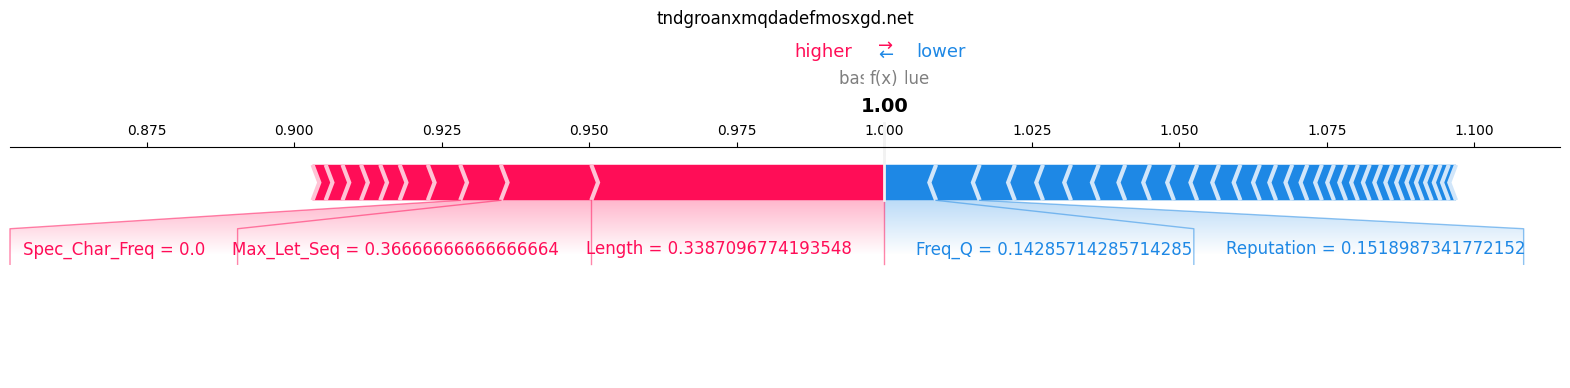 tndgroanxmqdadefmosxgd.net
higher ⇄ lower
f(x)
1.00
0.875 0.900 0.925 0.950 0.975 1.000 1.025 1.050 1.075 1.100
Spec_Char_Freq = 0.0 Max_Let_Seq = 0.36666666666666664 Length = 0.3387096774193548 Freq_Q = 0.14285714285714285 Reputation = 0.1518987341772152